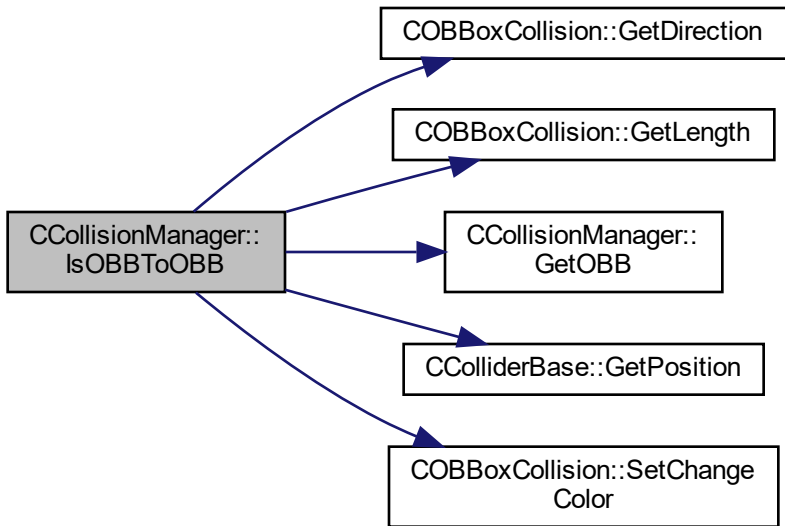 COBBoxCollision::GetDirection
COBBoxCollision::GetLength
CCollisionManager::
IsOBBToOBB
CCollisionManager::
GetOBB
CColliderBase::GetPosition
COBBoxCollision::SetChange
Color